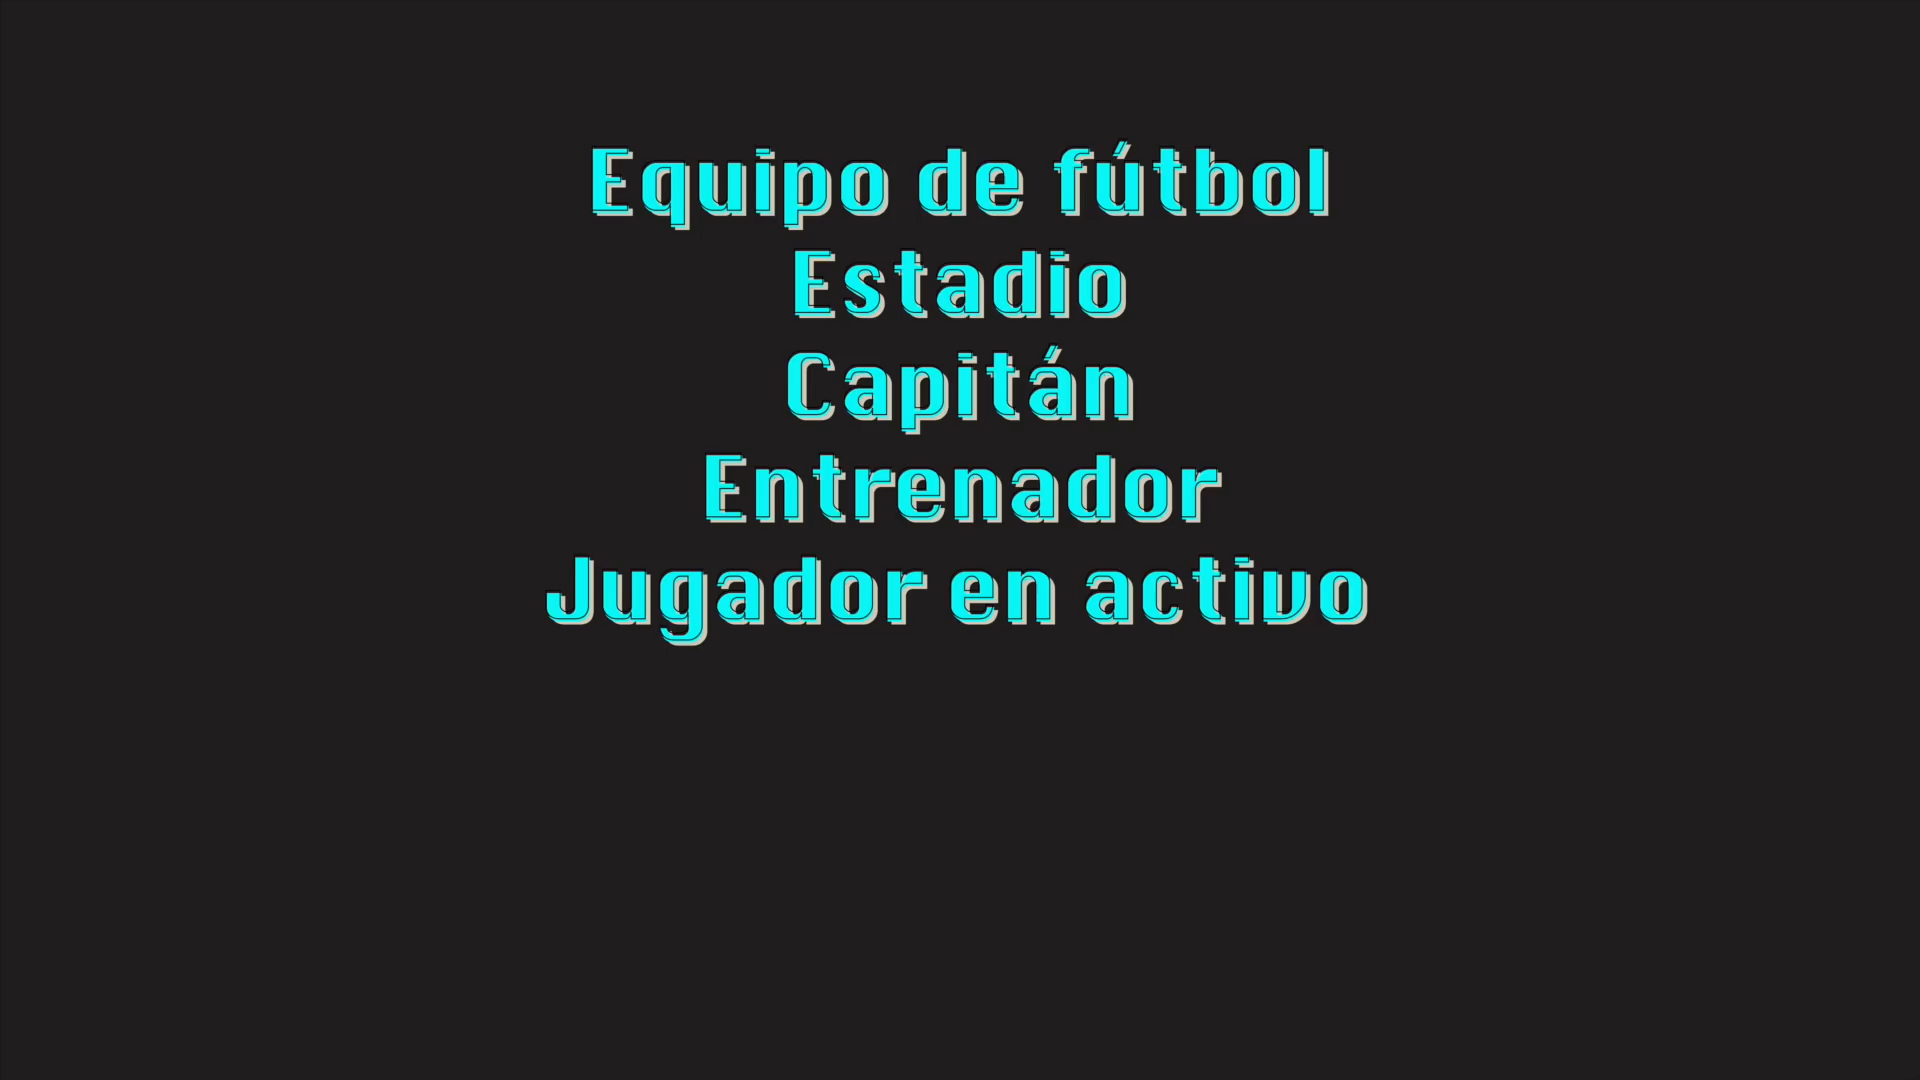 Equipo de fútbol
Estadio
Capitán
Entrenador
Jugador en activo